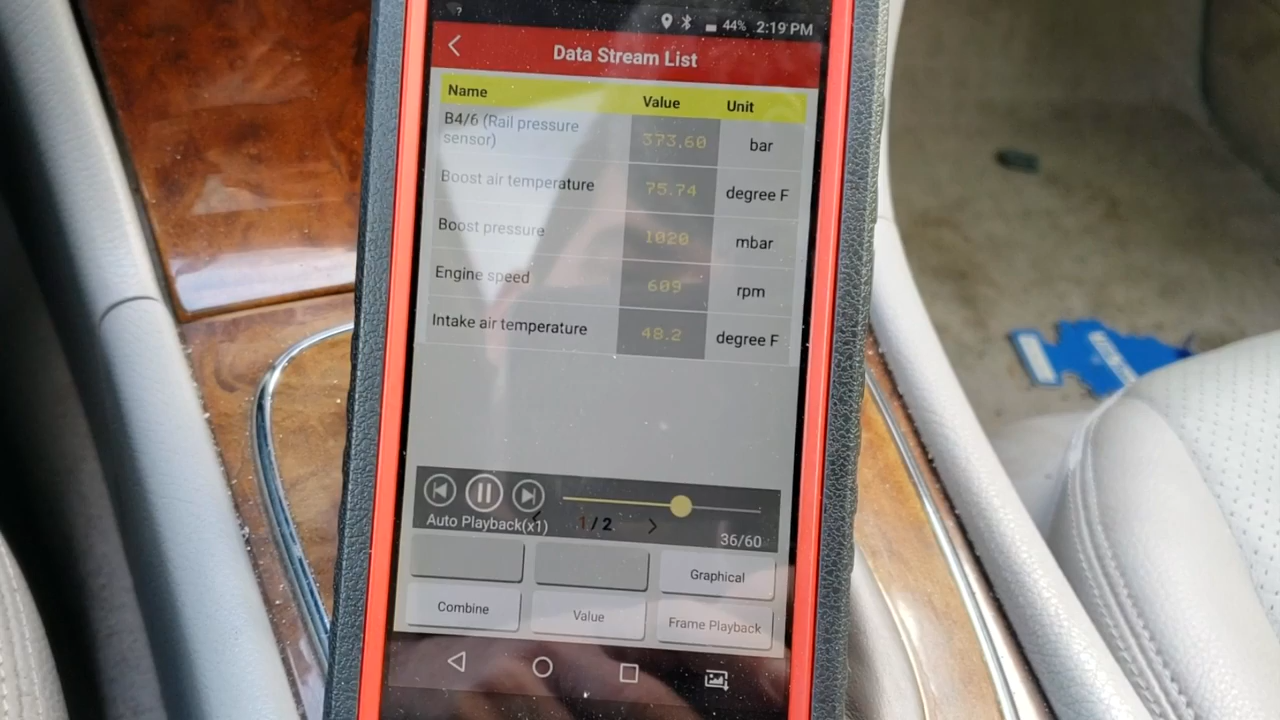 ?
44% 2:19 PM
Data Stream List
Name Value Unit
B4/6 (Rail pressure
sensor) 373.60 bar
Boost air temperature 75.74 degree F
Boost pressure 1020 mbar
Engine speed 609 rpm
Intake air temperature 48.2 degree F
Auto Playback(x1) 1/2 36/60
Graphical
Combine Value Frame Playback